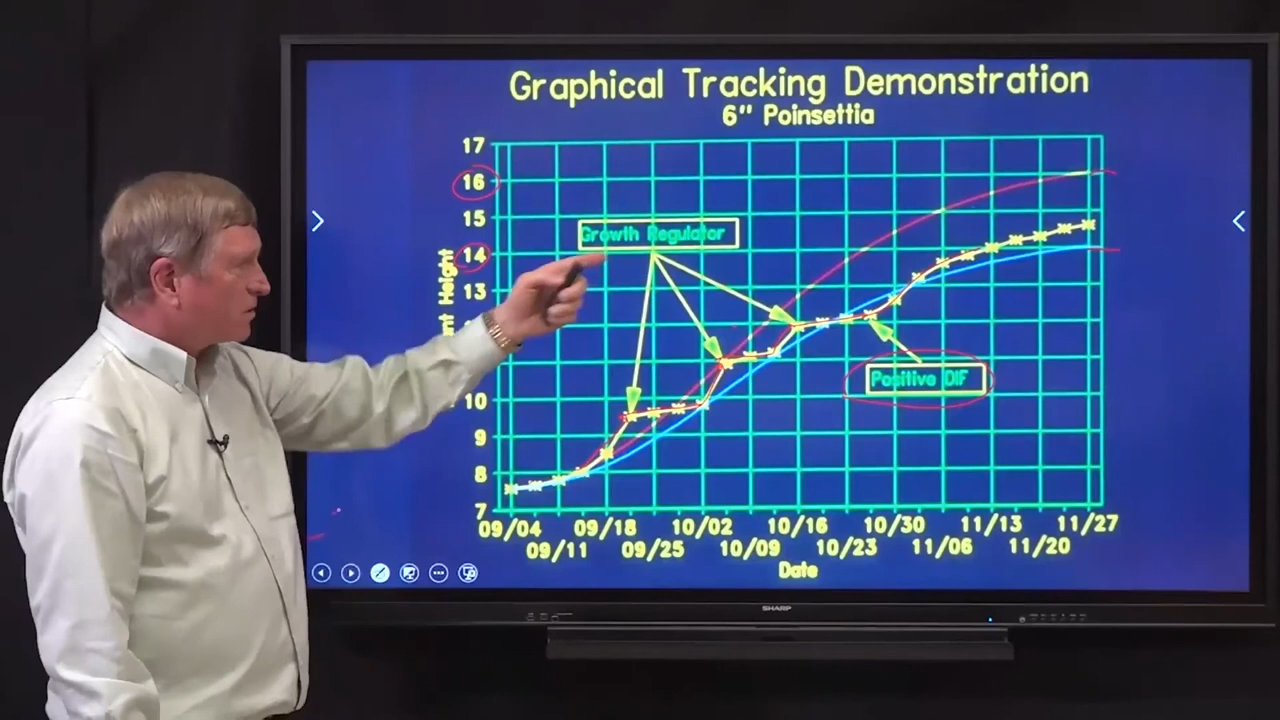 Graphical Tracking Demonstration
6" Poinsettia
17
16
15
Growth Regulator
14
13
Height
Positive DIF
10
9
8
7
09/04 09/18 10/02 10/16 10/30 11/13 11/27
09/11 09/25 10/09 10/23 11/06 11/20
Date
SHARP